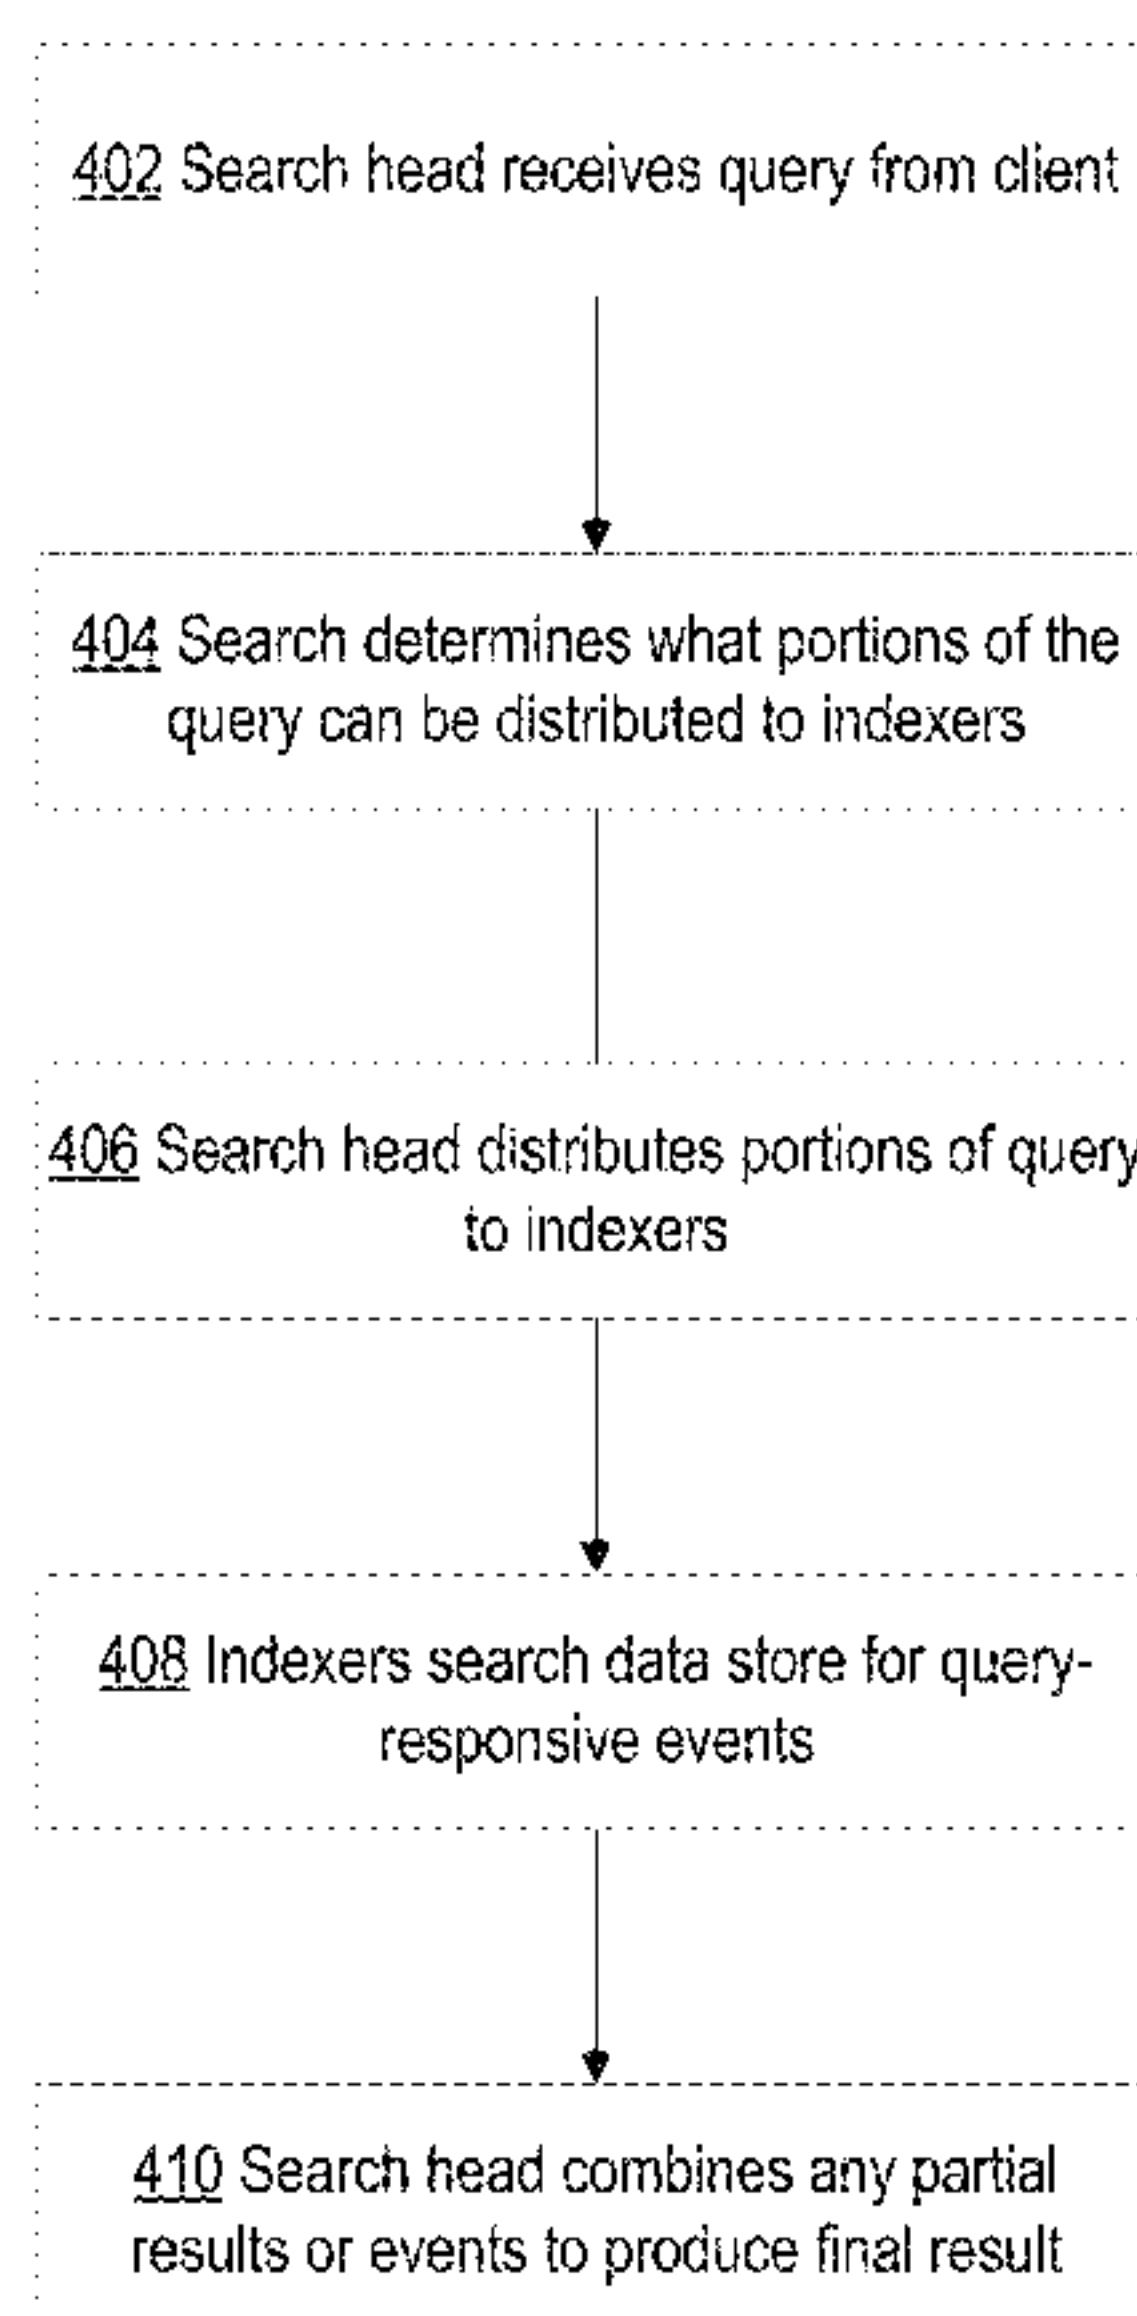 402 Search head receives query from client
404 Search determines what portions of the
query can be distributed to indexers
406 Search head distributes portions of query
to indexers
408 Indexers search data store for query-
responsive events
410 Search head combines any partial
results or events to produce final result